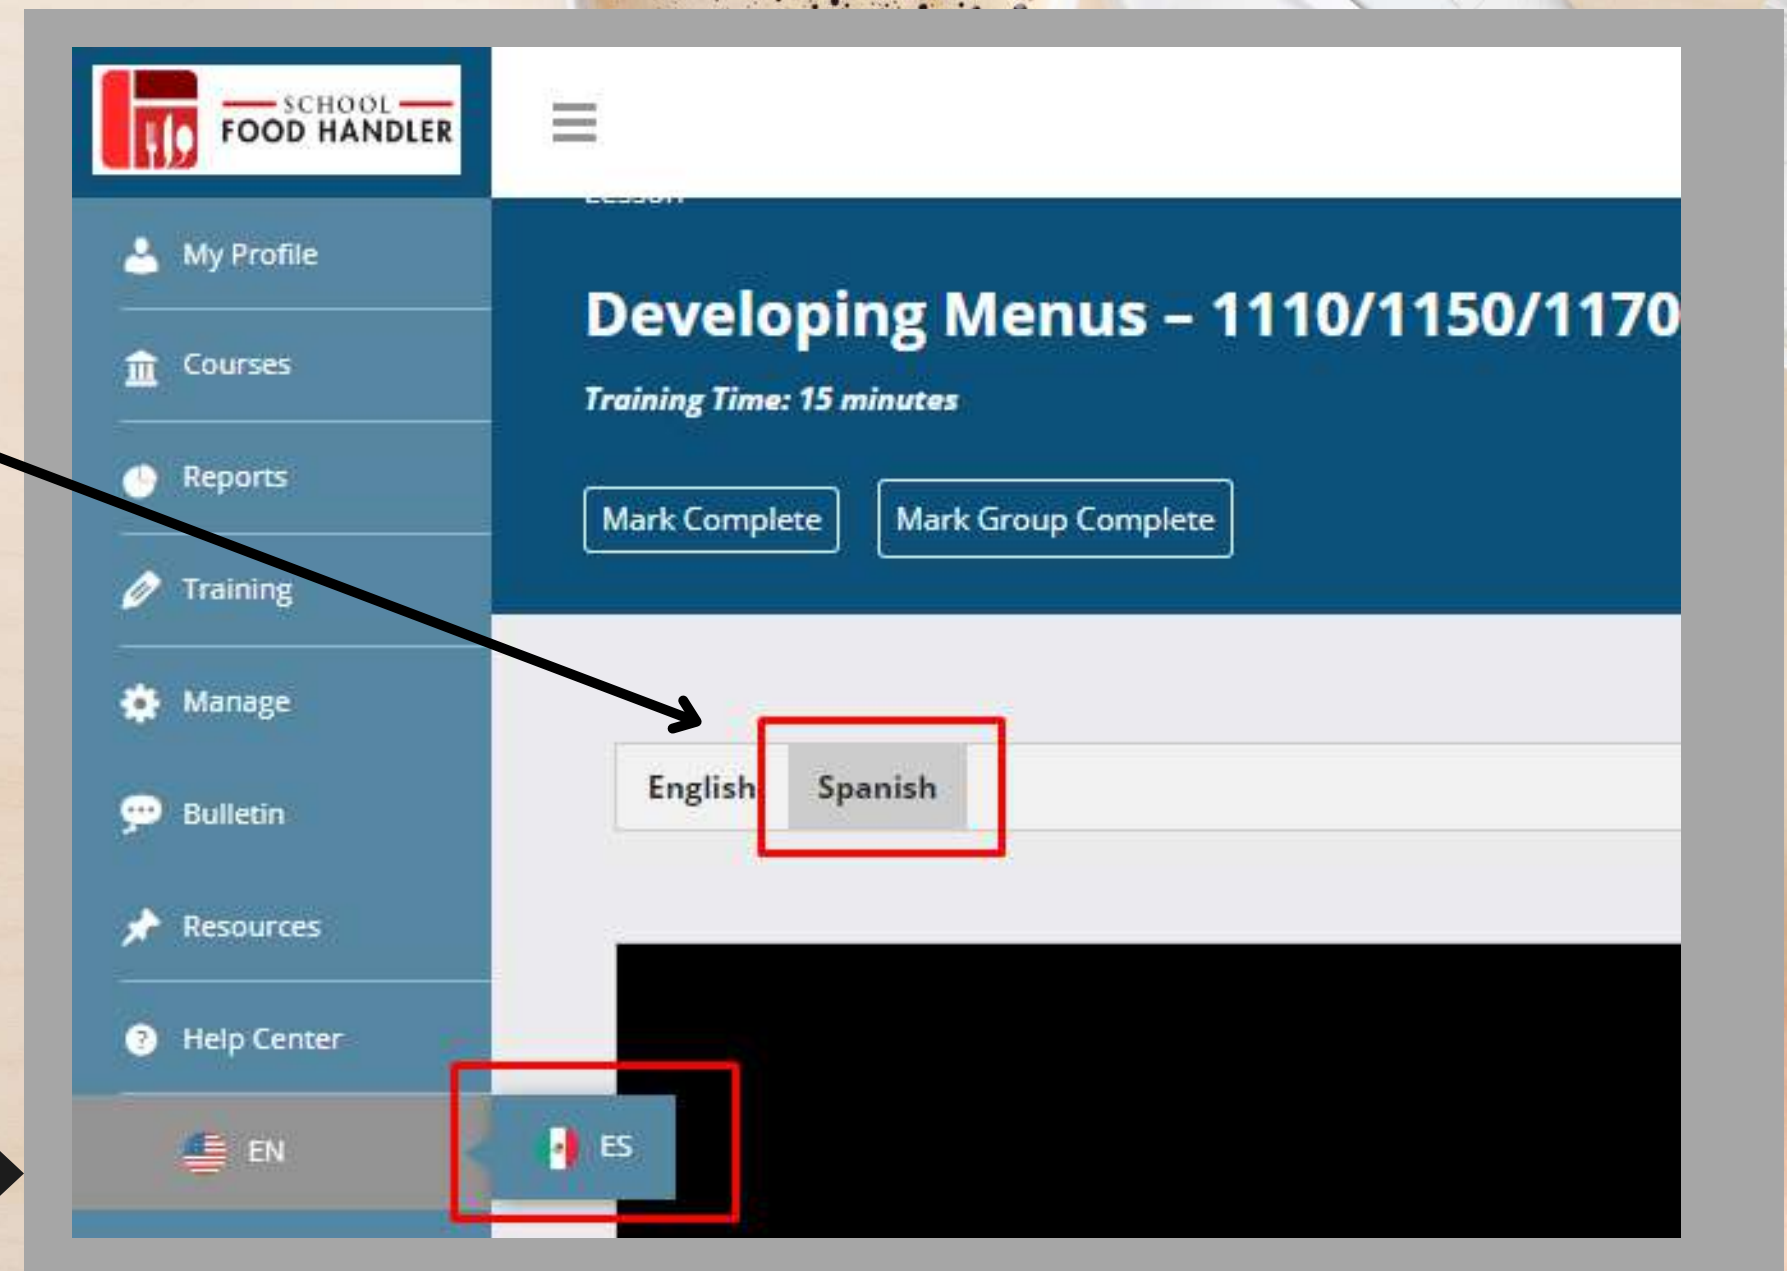 SCHOOL
FOOD HANDLER
Lesson
My Profile
Developing Menus – 1110/1150/1170
Courses
Training Time: 15 minutes
Reports
Mark Complete
Mark Group Complete
Training
Manage
English
Spanish
Bulletin
Resources
Help Center
EN
ES